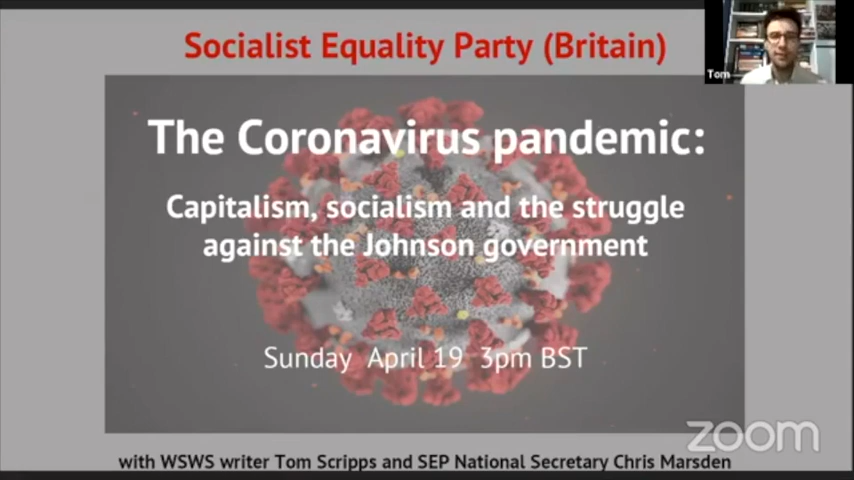 Socialist Equality Party (Britain)
Tom
The Coronavirus pandemic:
Capitalism, socialism and the struggle
against the Johnson government
Sunday April 19 3pm BST
zoom
with WSWS writer Tom Scripps and SEP National Secretary Chris Marsden